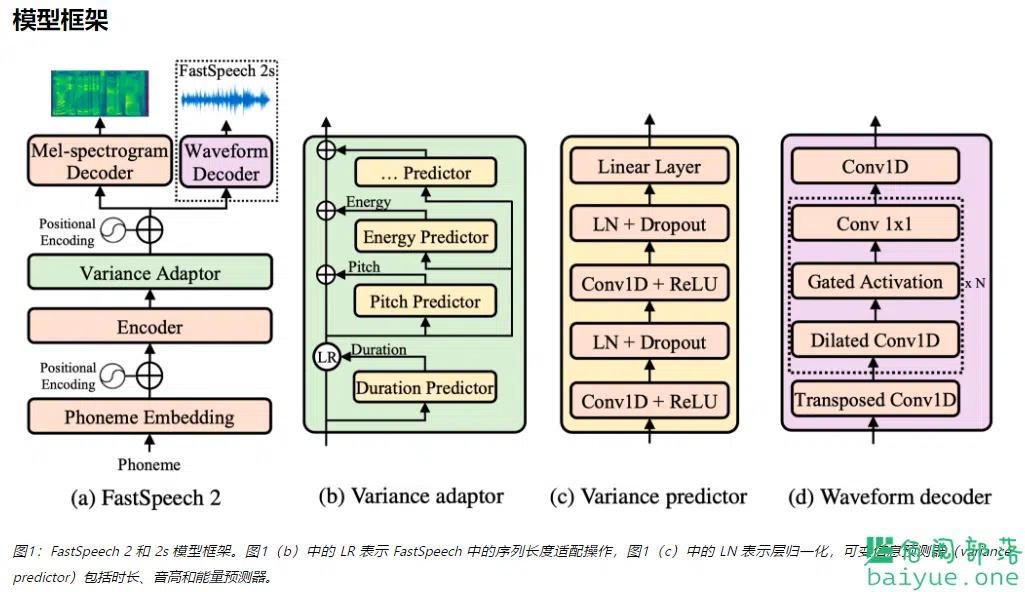 模型框架
FastSpeech 2s
Mel-spectrogram
Decoder
Waveform
Decoder
Positional
Encoding
Variance Adaptor
Encoder
Positional
Encoding
Phoneme Embedding
Phoneme
(a) FastSpeech 2
… Predictor
Energy
Energy Predictor
Pitch
Pitch Predictor
LR
Duration
Duration Predictor
(b) Variance adaptor
Linear Layer
LN + Dropout
Conv1D + ReLU
LN + Dropout
Conv1D + ReLU
(c) Variance predictor
Conv1D
Conv 1x1
Gated Activation
x N
Dilated Conv1D
Transposed Conv1D
(d) Waveform decoder
图1：FastSpeech 2 和 2s 模型框架。图1（b）中的 LR 表示 FastSpeech 中的序列长度适配操作，图1（c）中的 LN 表示层归一化，可变信息预测器（variance
predictor）包括时长、音高和能量预测器。
佰阅部落
baiyue.one